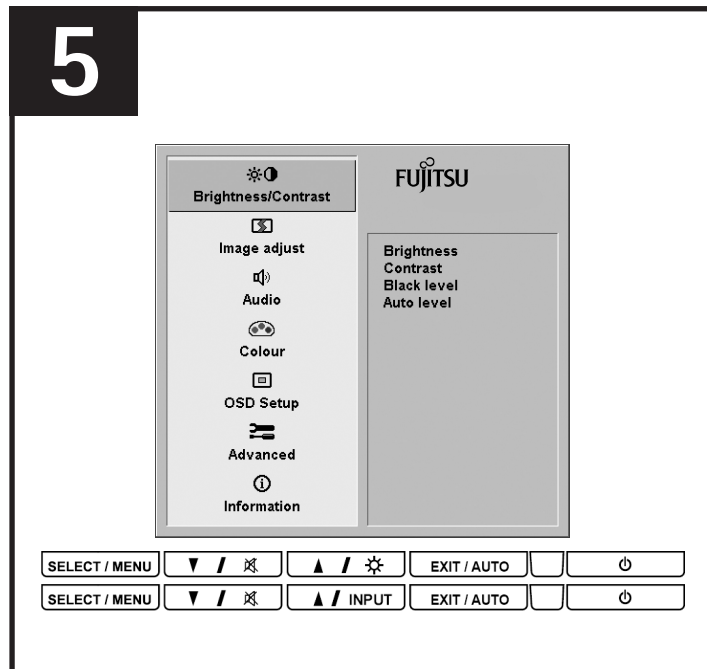 5
Brightness/Contrast
Image adjust
Audio
Colour
OSD Setup
Advanced
Information
FUJITSU
Brightness
Contrast
Black level
Auto level
SELECT / MENU ▼ / ▲ / EXIT / AUTO
SELECT / MENU ▼ / ▲ / INPUT EXIT / AUTO